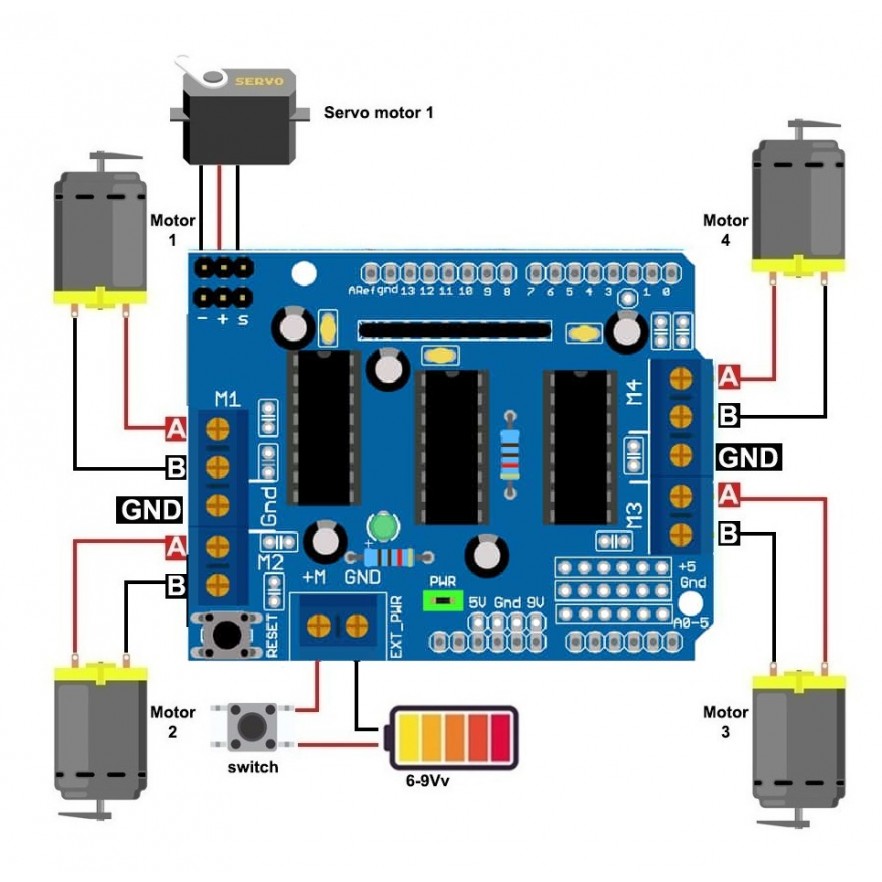 SERVO
Servo motor 1
Motor
1
Motor
4
- + s
ARef gnd 13 12 11 10 9 8 7 6 5 4 3 1 0
M1
A
B
GND
Gnd
A
B
M2
M4
A
B
GND
M3
A
B
+
+M GND
PWR
5V Gnd 9V
+5
Gnd
A0-5
RESET
EXT_PWR
Motor
2
switch
6-9Vv
Motor
3